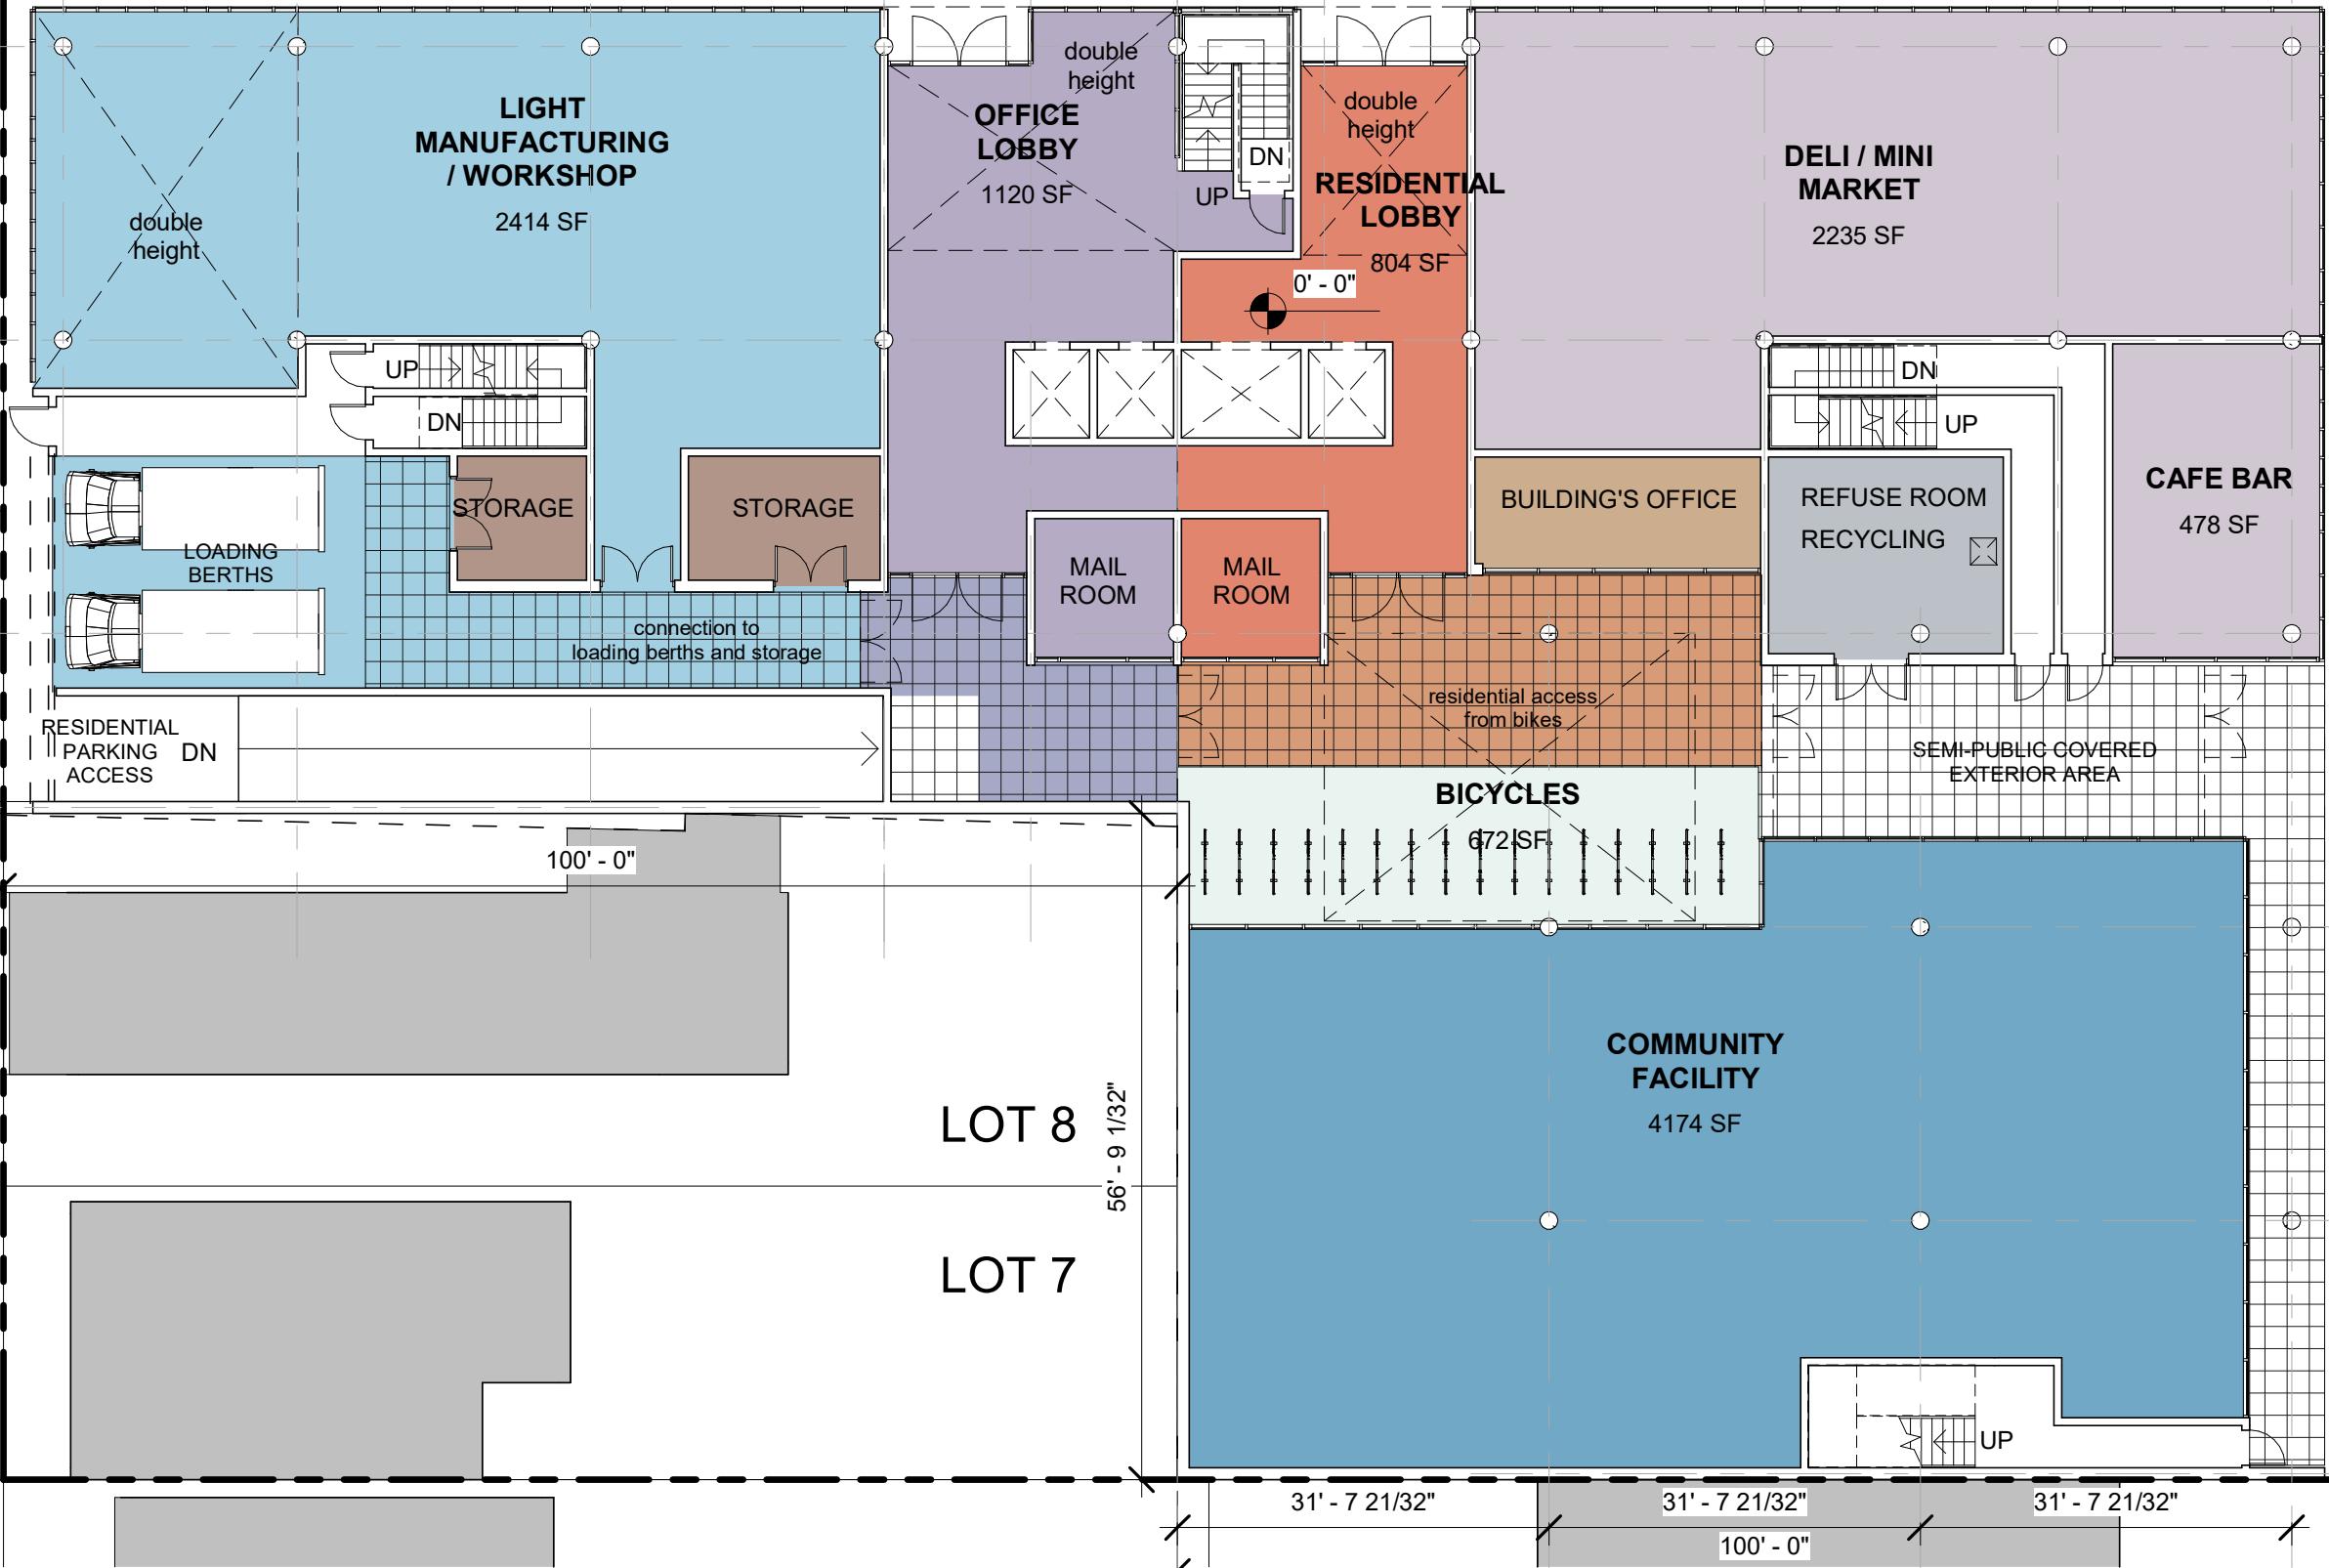 double
height
LIGHT
MANUFACTURING
/ WORKSHOP
2414 SF
double
height
OFFICE
LOBBY
1120 SF
DN
UP
double
height
RESIDENTIAL
LOBBY
804 SF
0' - 0"
DELI / MINI
MARKET
2235 SF
UP
DN
DN
UP
CAFE BAR
478 SF
STORAGE
STORAGE
LOADING
BERTHS
MAIL
ROOM
MAIL
ROOM
BUILDING'S OFFICE
REFUSE ROOM
RECYCLING
connection to
loading berths and storage
residential access
from bikes
RESIDENTIAL
PARKING
ACCESS
DN
SEMI-PUBLIC COVERED
EXTERIOR AREA
BICYCLES
672 SF
100' - 0"
COMMUNITY
FACILITY
4174 SF
LOT 8
56' - 9 1/32"
LOT 7
UP
31' - 7 21/32"
31' - 7 21/32"
31' - 7 21/32"
100' - 0"